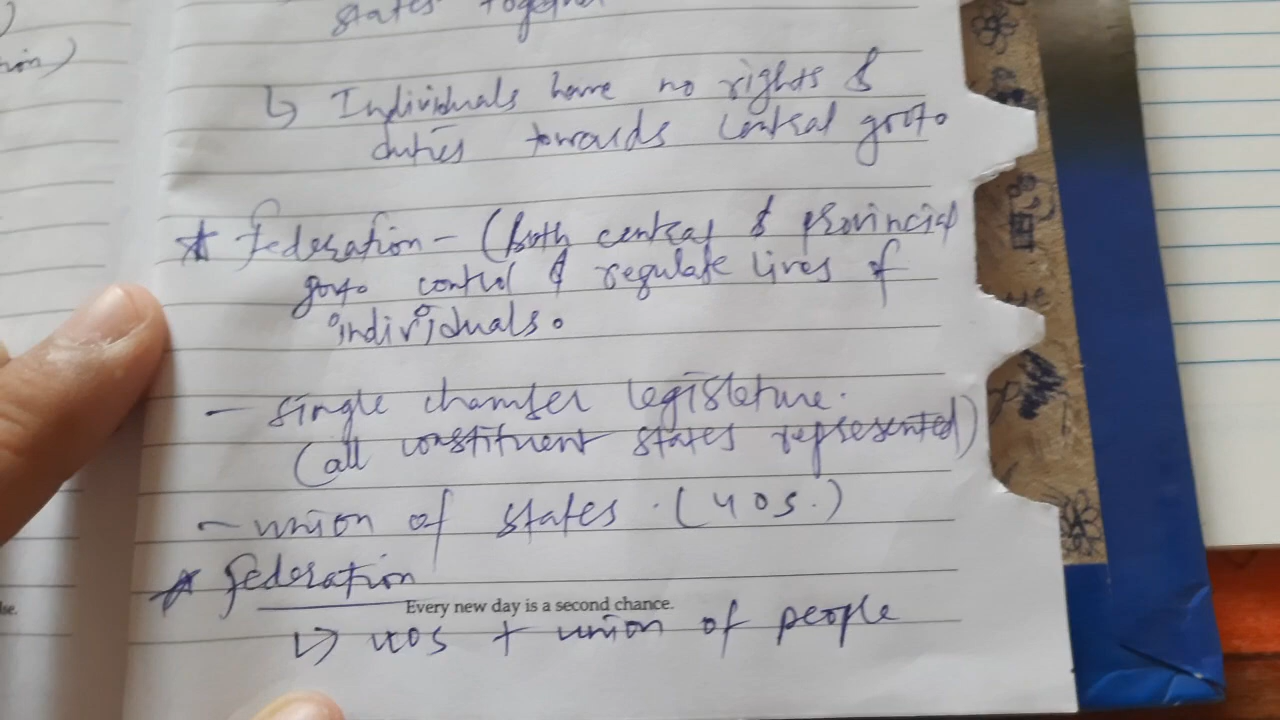 states together
)
tion)
↳ Individuals have no rights &
duties towards central govt.
* Federation - (both central & provincial
govt. control & regulate lives of
individuals.
- single chamber legislature.
(all constituent states represented)
- union of states. (UOS.)
* federation
lse.
Every new day is a second chance.
↳ UOS + union of people